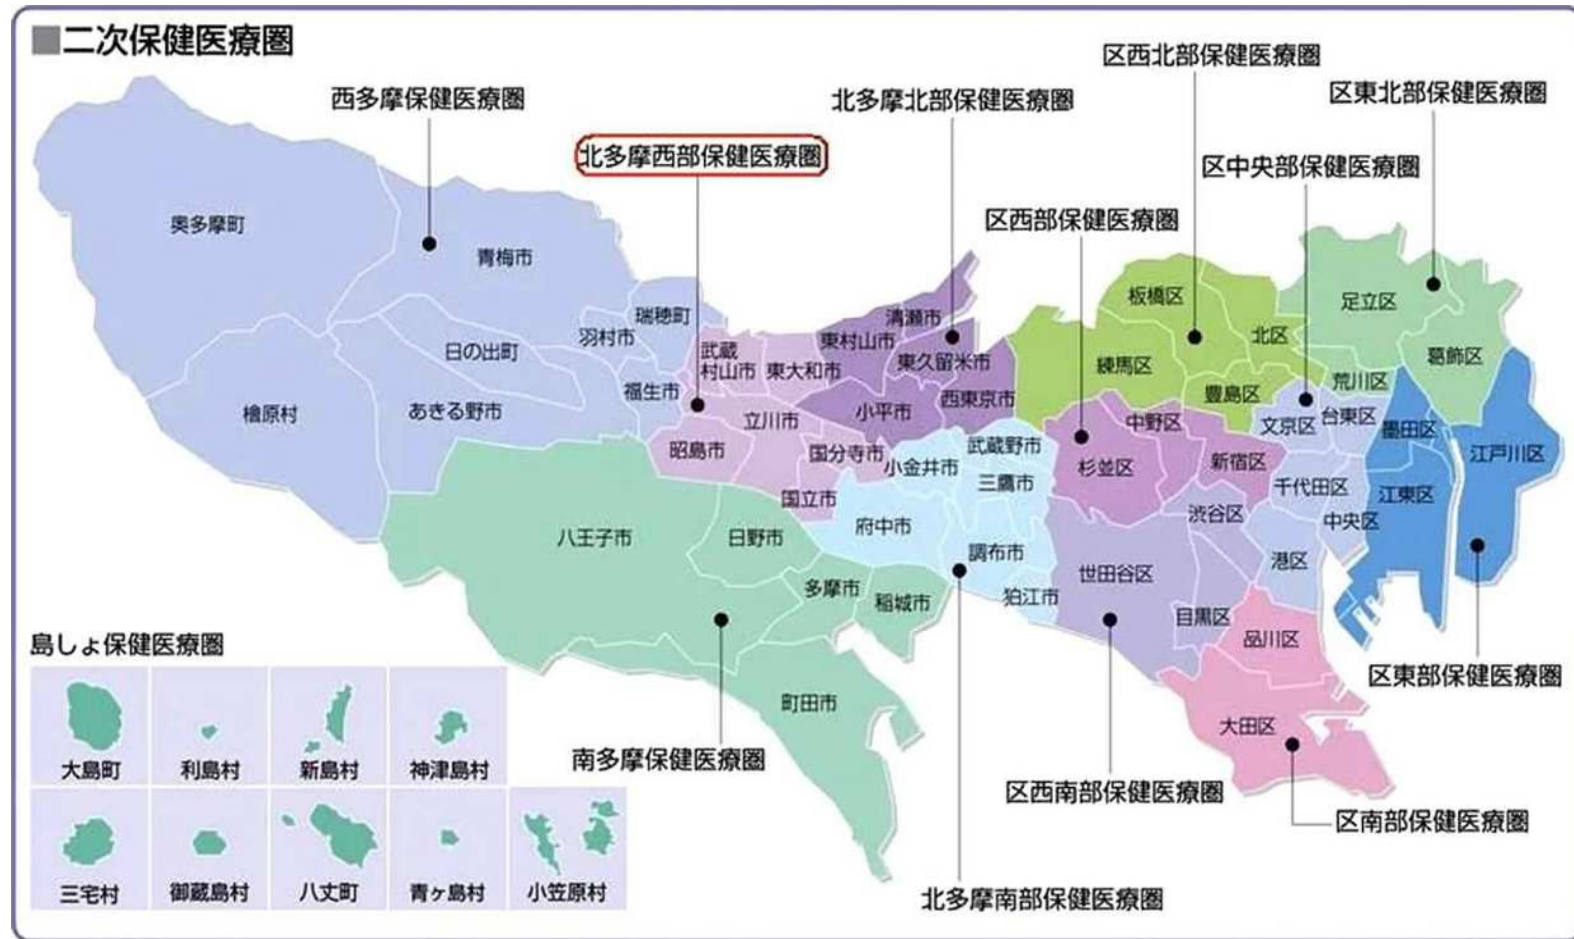 ■二次保健医療圏
西多摩保健医療圏
北多摩西部保健医療圏
北多摩北部保健医療圏
区西部保健医療圏
区西北部保健医療圏
区中央部保健医療圏
区東北部保健医療圏
奥多摩町
青梅市
瑞穂町
羽村市
日の出町
福生市
あきる野市
檜原村
武蔵
村山市
東大和市
立川市
昭島市
国分寺市
国立市
清瀬市
東村山市
東久留米市
小平市
西東京市
武蔵野市
小金井市
三鷹市
府中市
調布市
狛江市
八王子市
日野市
多摩市
稲城市
町田市
板橋区
北区
練馬区
豊島区
足立区
葛飾区
荒川区
中野区
杉並区
新宿区
文京区
台東区
千代田区
中央区
港区
墨田区
江東区
江戸川区
渋谷区
世田谷区
目黒区
品川区
大田区
区東部保健医療圏
南多摩保健医療圏
区西南部保健医療圏
区南部保健医療圏
北多摩南部保健医療圏
島しょ保健医療圏
大島町
利島村
新島村
神津島村
三宅村
御蔵島村
八丈町
青ヶ島村
小笠原村